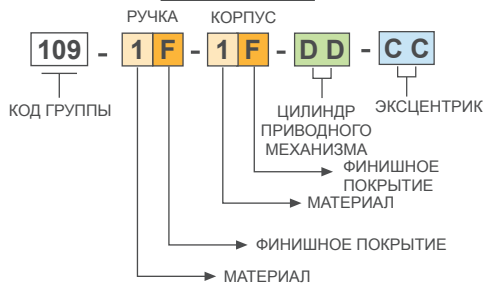 РУЧКА КОРПУС
109 - 1 F - 1 F - D D - C C
КОД ГРУППЫ
ЦИЛИНДР
ПРИВОДНОГО
МЕХАНИЗМА
ЭКСЦЕНТРИК
ФИНИШНОЕ
ПОКРЫТИЕ
МАТЕРИАЛ
ФИНИШНОЕ ПОКРЫТИЕ
МАТЕРИАЛ